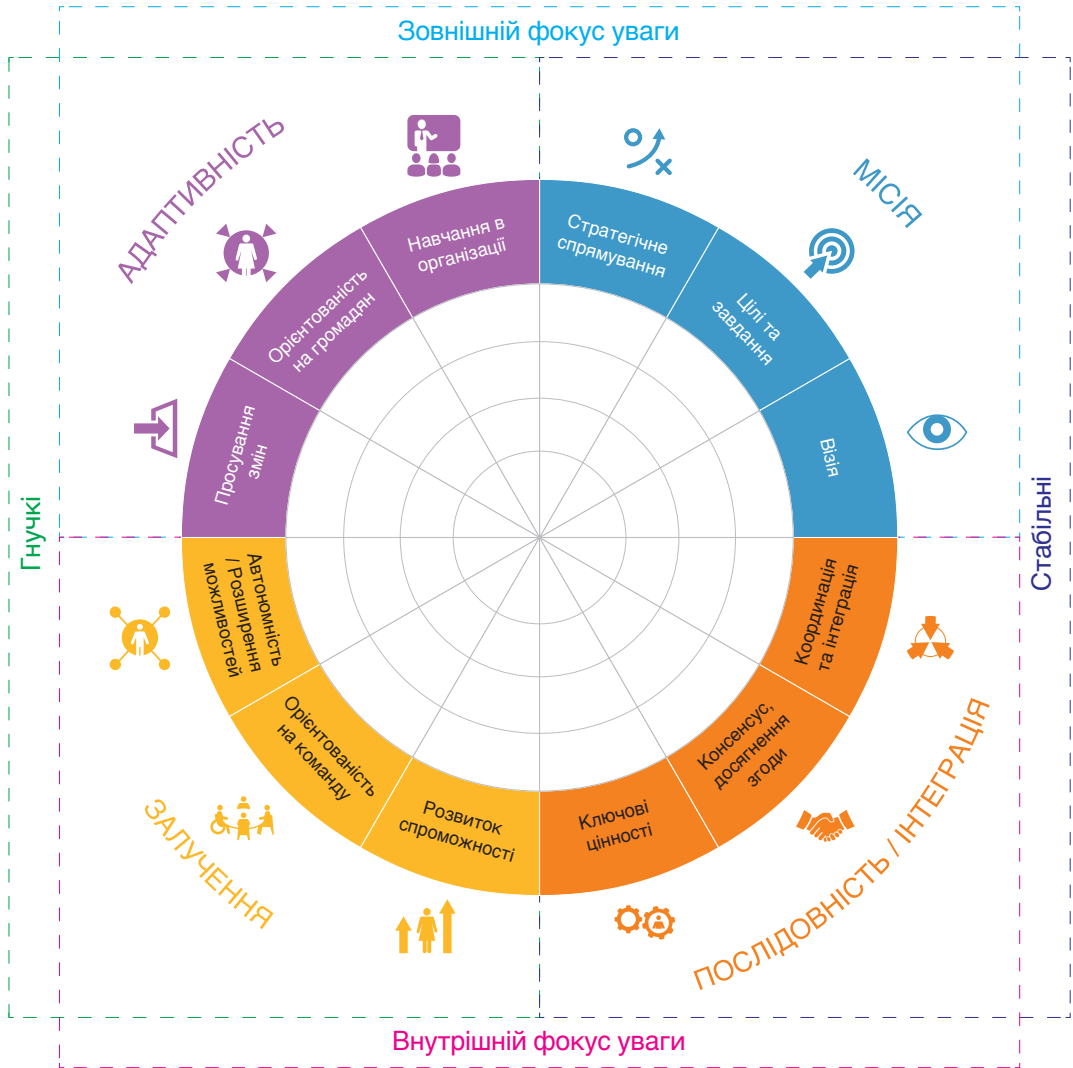 Зовнішній фокус уваги
АДАПТИВНІСТЬ
МІСІЯ
Навчання в
організації
Стратегічне
спрямування
Орієнтованість
на громадян
Цілі та
завдання
Просування
змін
Візія
Гнучкі
Стабільні
Автономність
/ Розширення
можливостей
Координація
та інтеграція
Орієнтованість
на команду
Консенсус,
досягнення
згоди
Розвиток
спроможності
Ключові
цінності
ЗАЛУЧЕННЯ
ПОСЛІДОВНІСТЬ / ІНТЕГРАЦІЯ
Внутрішній фокус уваги